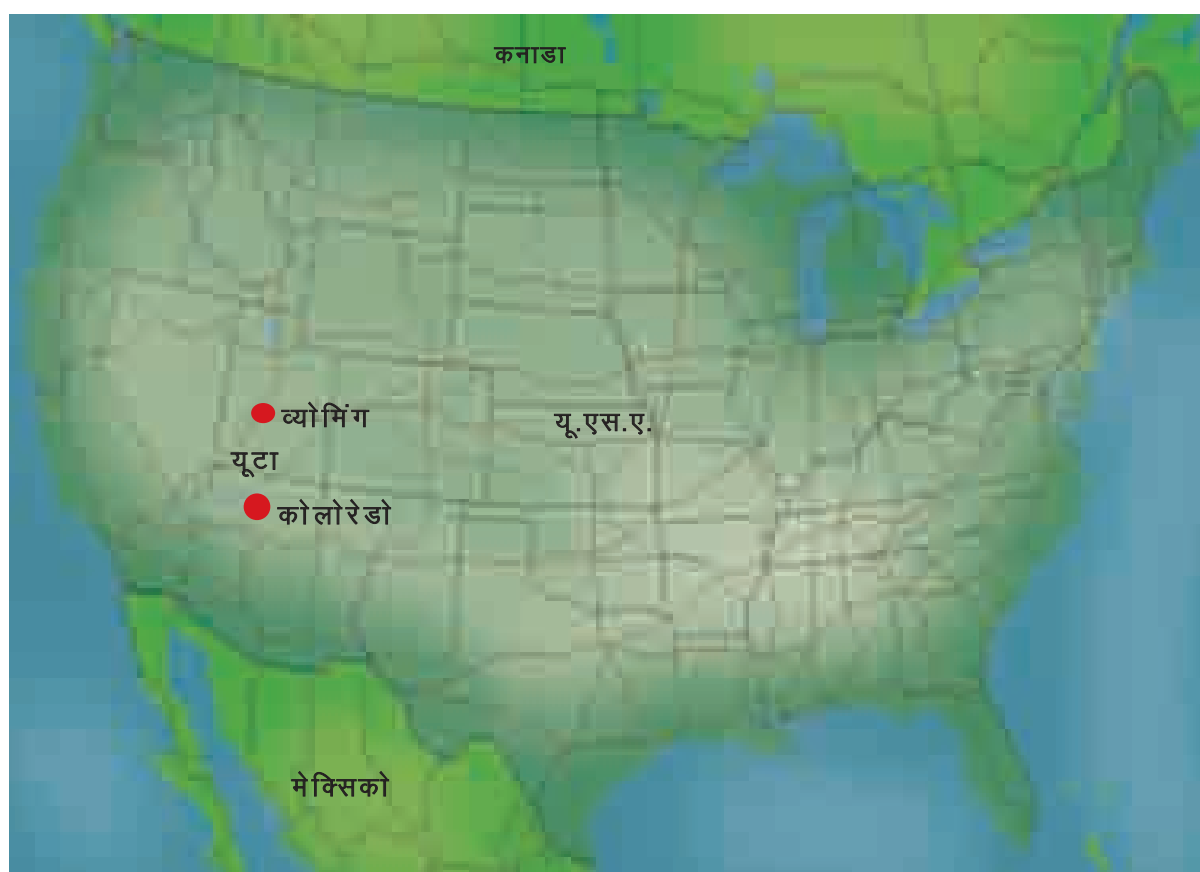 कनाडा
व्योमिंग
यू.एस.ए.
यूटा
कोलोरेडो
मेक्सिको